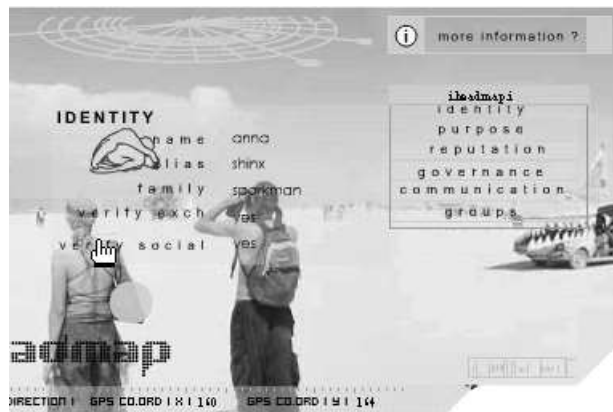 more information ?
IDENTITY
name anna
alias shinx
family sparkman
verify exch yes
verify social yes
identity
purpose
reputation
governance
communication
groups
admap
DIRECTION | GPS CO.ORD | X | 160 GPS CO.ORD | Y | 164